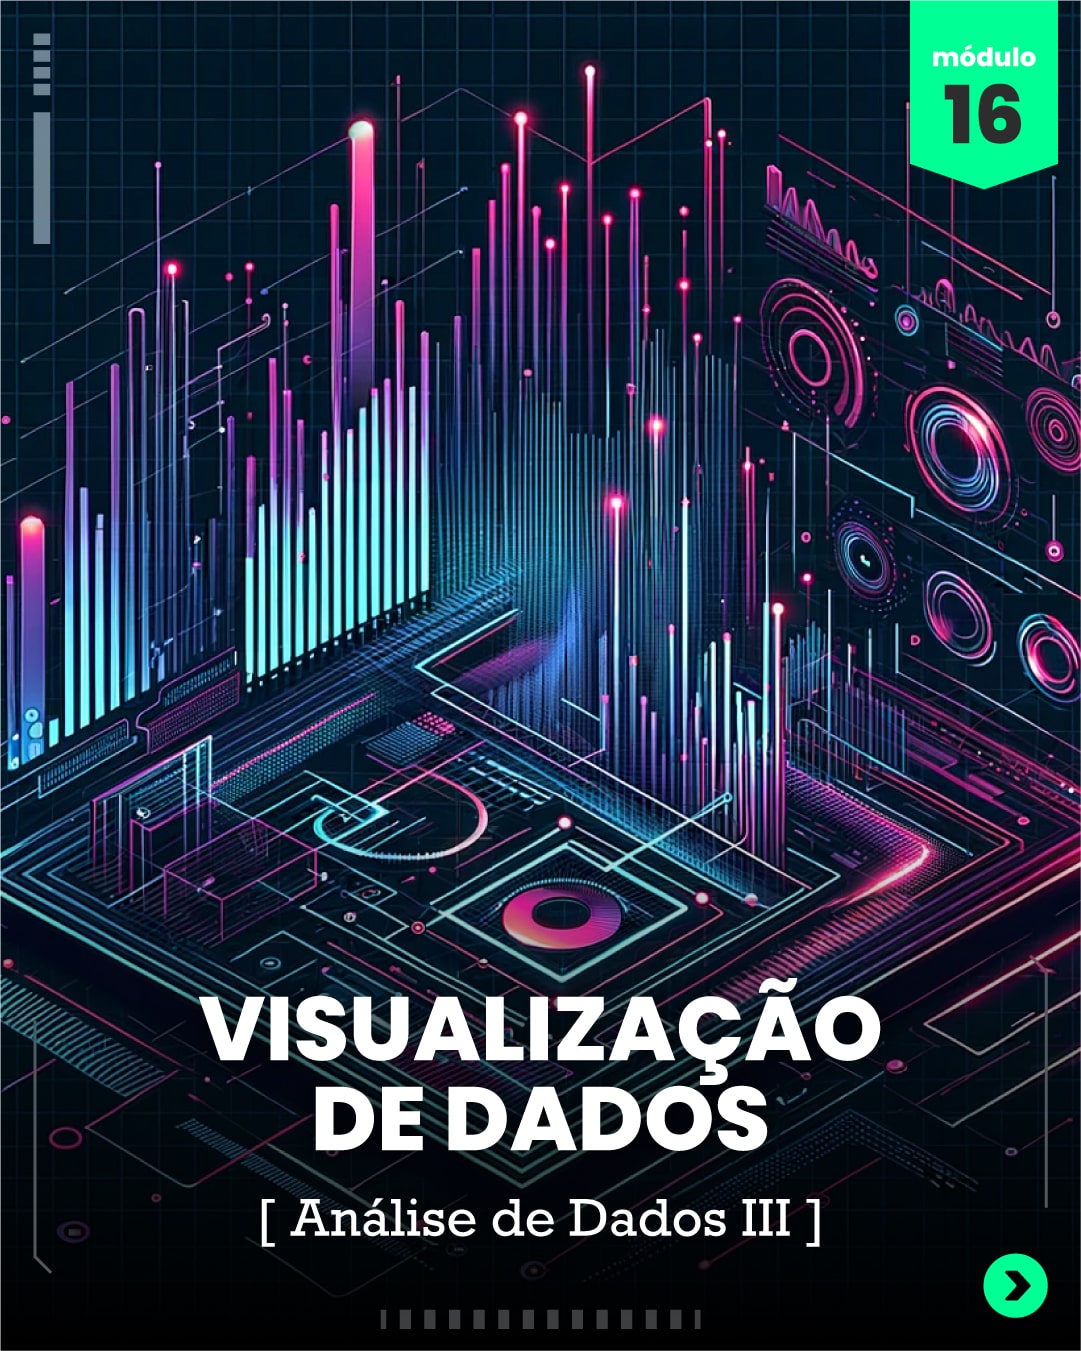 módulo
16
VISUALIZAÇÃO
DE DADOS
[ Análise de Dados III ]